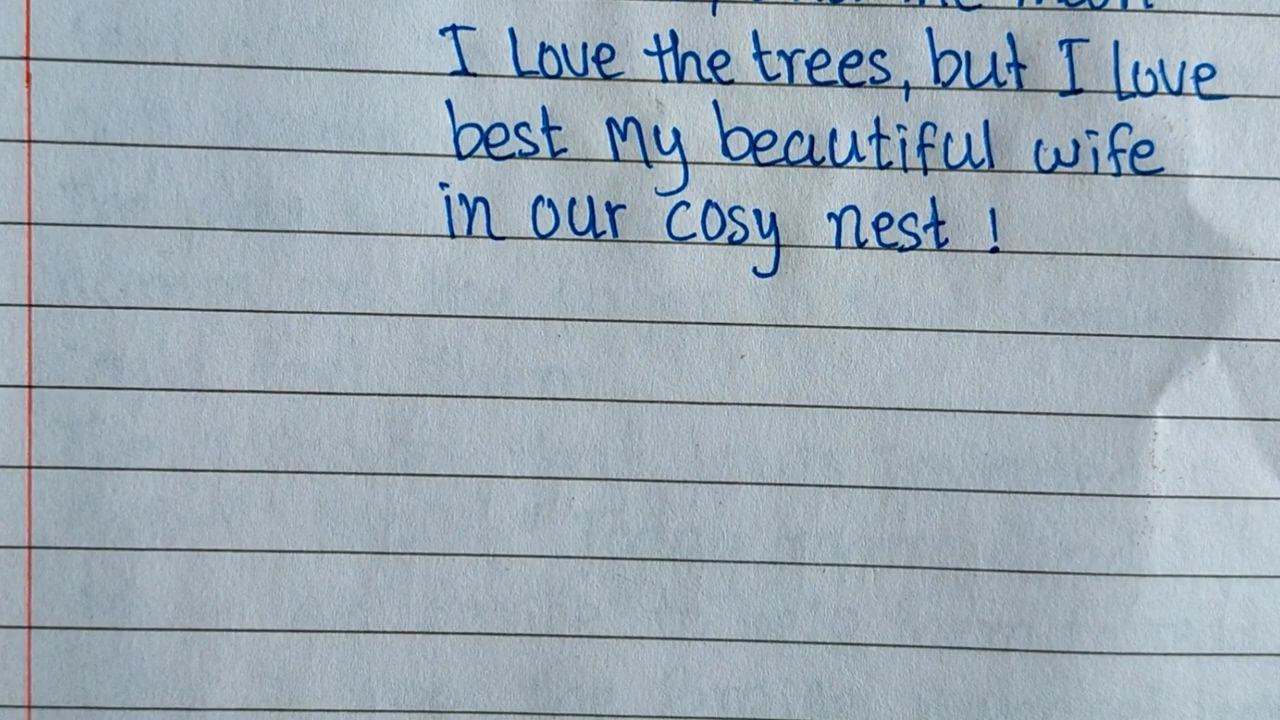 I Love the trees, but I love
best My beautiful wife
in our cosy nest !